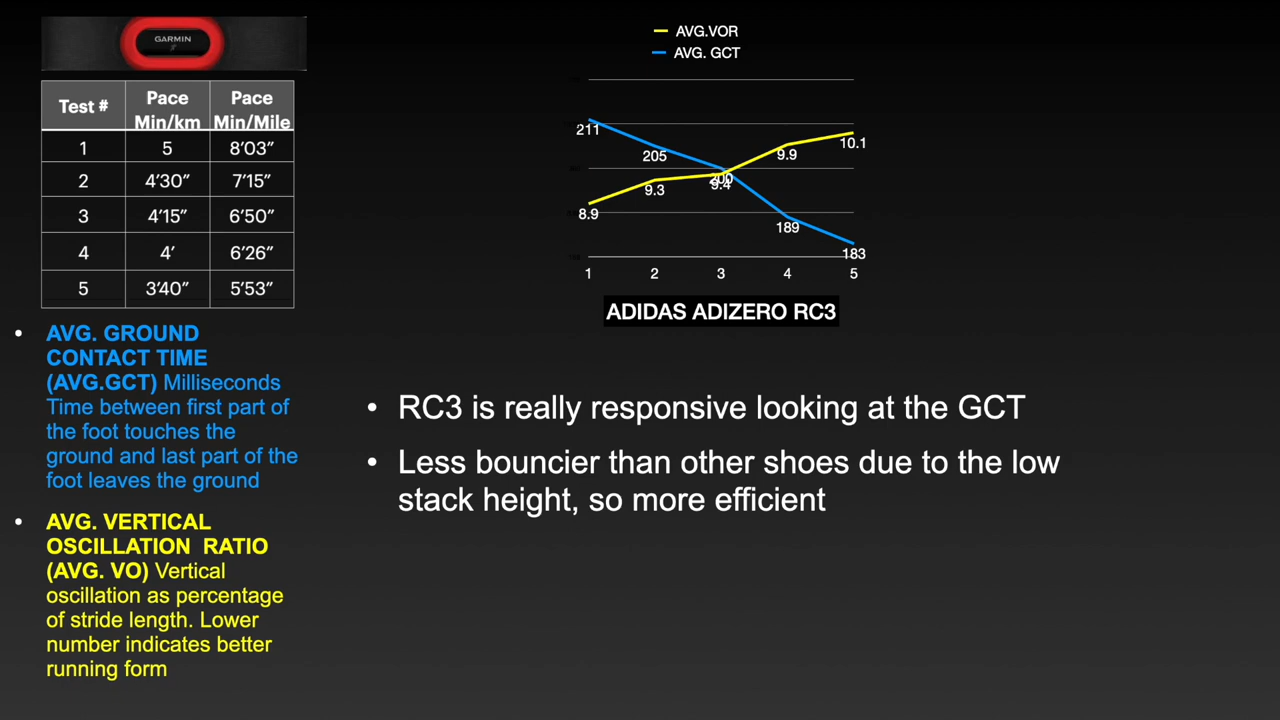 GARMIN
Test #
Pace Min/km
Pace Min/Mile
1
5
8’03”
2
4’30”
7’15”
3
4’15”
6’50”
4
4’
6’26”
5
3’40”
5’53”
• AVG. GROUND
CONTACT TIME
(AVG.GCT) Milliseconds
Time between first part of
the foot touches the
ground and last part of the
foot leaves the ground
• AVG. VERTICAL
OSCILLATION RATIO
(AVG. VO) Vertical
oscillation as percentage
of stride length. Lower
number indicates better
running form
AVG.VOR
AVG. GCT
211
205
200
189
183
8.9
9.3
9.4
9.9
10.1
1 2 3 4 5
ADIDAS ADIZERO RC3
• RC3 is really responsive looking at the GCT
• Less bouncier than other shoes due to the low
stack height, so more efficient